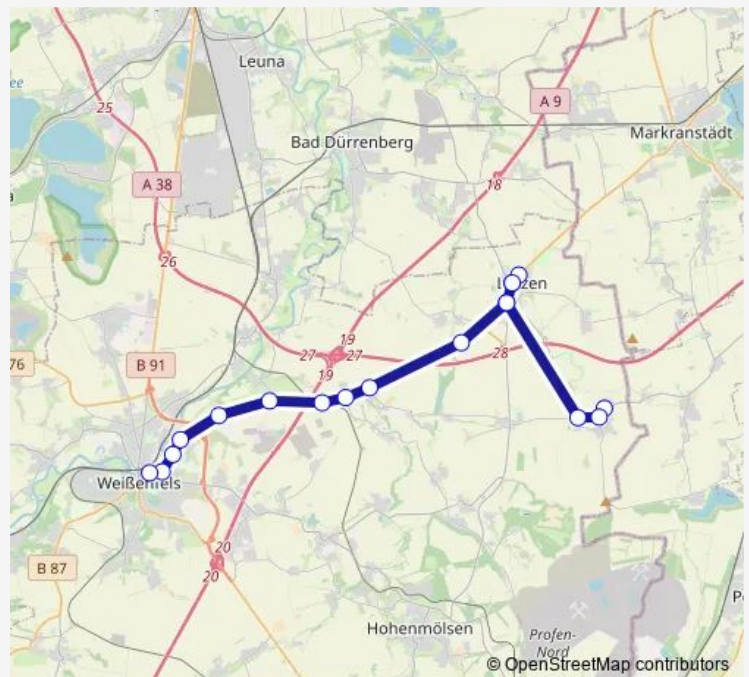 Leuna
25
A 9
Bad Dürrenberg
Markranstädt
A 38
18
26
L zen
19
27
27
28
76
19
B 91
Weißenfels
20
20
B 87
Hohenmölsen
Profen-
Nord
© OpenStreetMap contributors